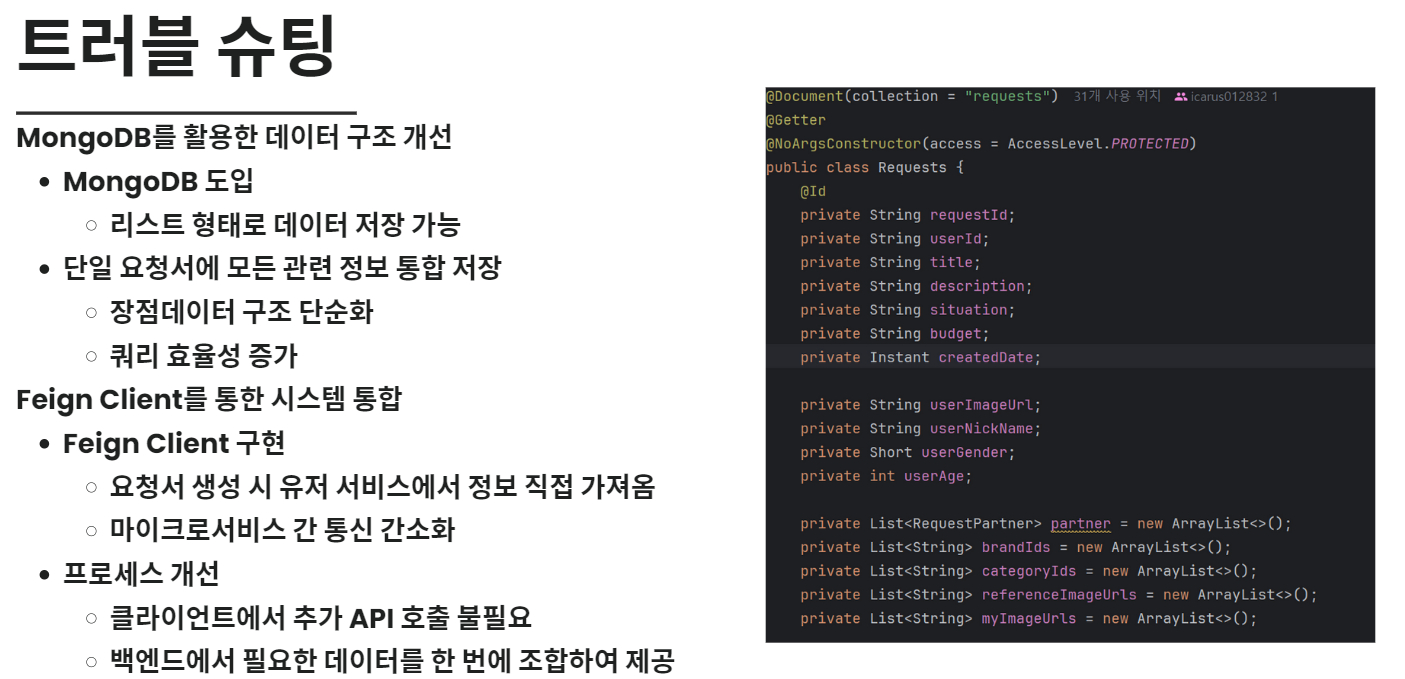 트러블 슈팅
MongoDB를 활용한 데이터 구조 개선
• MongoDB 도입
○ 리스트 형태로 데이터 저장 가능
• 단일 요청서에 모든 관련 정보 통합 저장
○ 장점데이터 구조 단순화
○ 쿼리 효율성 증가
Feign Client를 통한 시스템 통합
• Feign Client 구현
○ 요청서 생성 시 유저 서비스에서 정보 직접 가져옴
○ 마이크로서비스 간 통신 간소화
• 프로세스 개선
○ 클라이언트에서 추가 API 호출 불필요
○ 백엔드에서 필요한 데이터를 한 번에 조합하여 제공
@Document(collection = "requests") 31개 사용 위치 icarus012832 1
@Getter
@NoArgsConstructor(access = AccessLevel.PROTECTED)
public class Requests {
@Id
private String requestId;
private String userId;
private String title;
private String description;
private String situation;
private String budget;
private Instant createdDate;
private String userImageUrl;
private String userNickName;
private Short userGender;
private int userAge;
private List<RequestPartner> partner = new ArrayList<>();
private List<String> brandIds = new ArrayList<>();
private List<String> categoryIds = new ArrayList<>();
private List<String> referenceImageUrls = new ArrayList<>();
private List<String> myImageUrls = new ArrayList<>();